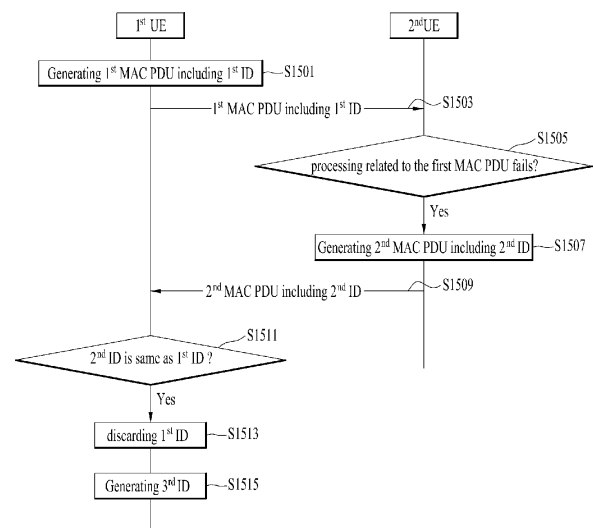 1st UE
2nd UE
Generating 1st MAC PDU including 1st ID
S1501
1st MAC PDU including 1st ID
S1503
S1505
processing related to the first MAC PDU fails?
Yes
Generating 2nd MAC PDU including 2nd ID
S1507
2nd MAC PDU including 2nd ID
S1509
S1511
2nd ID is same as 1st ID ?
Yes
discarding 1st ID
S1513
Generating 3rd ID
S1515